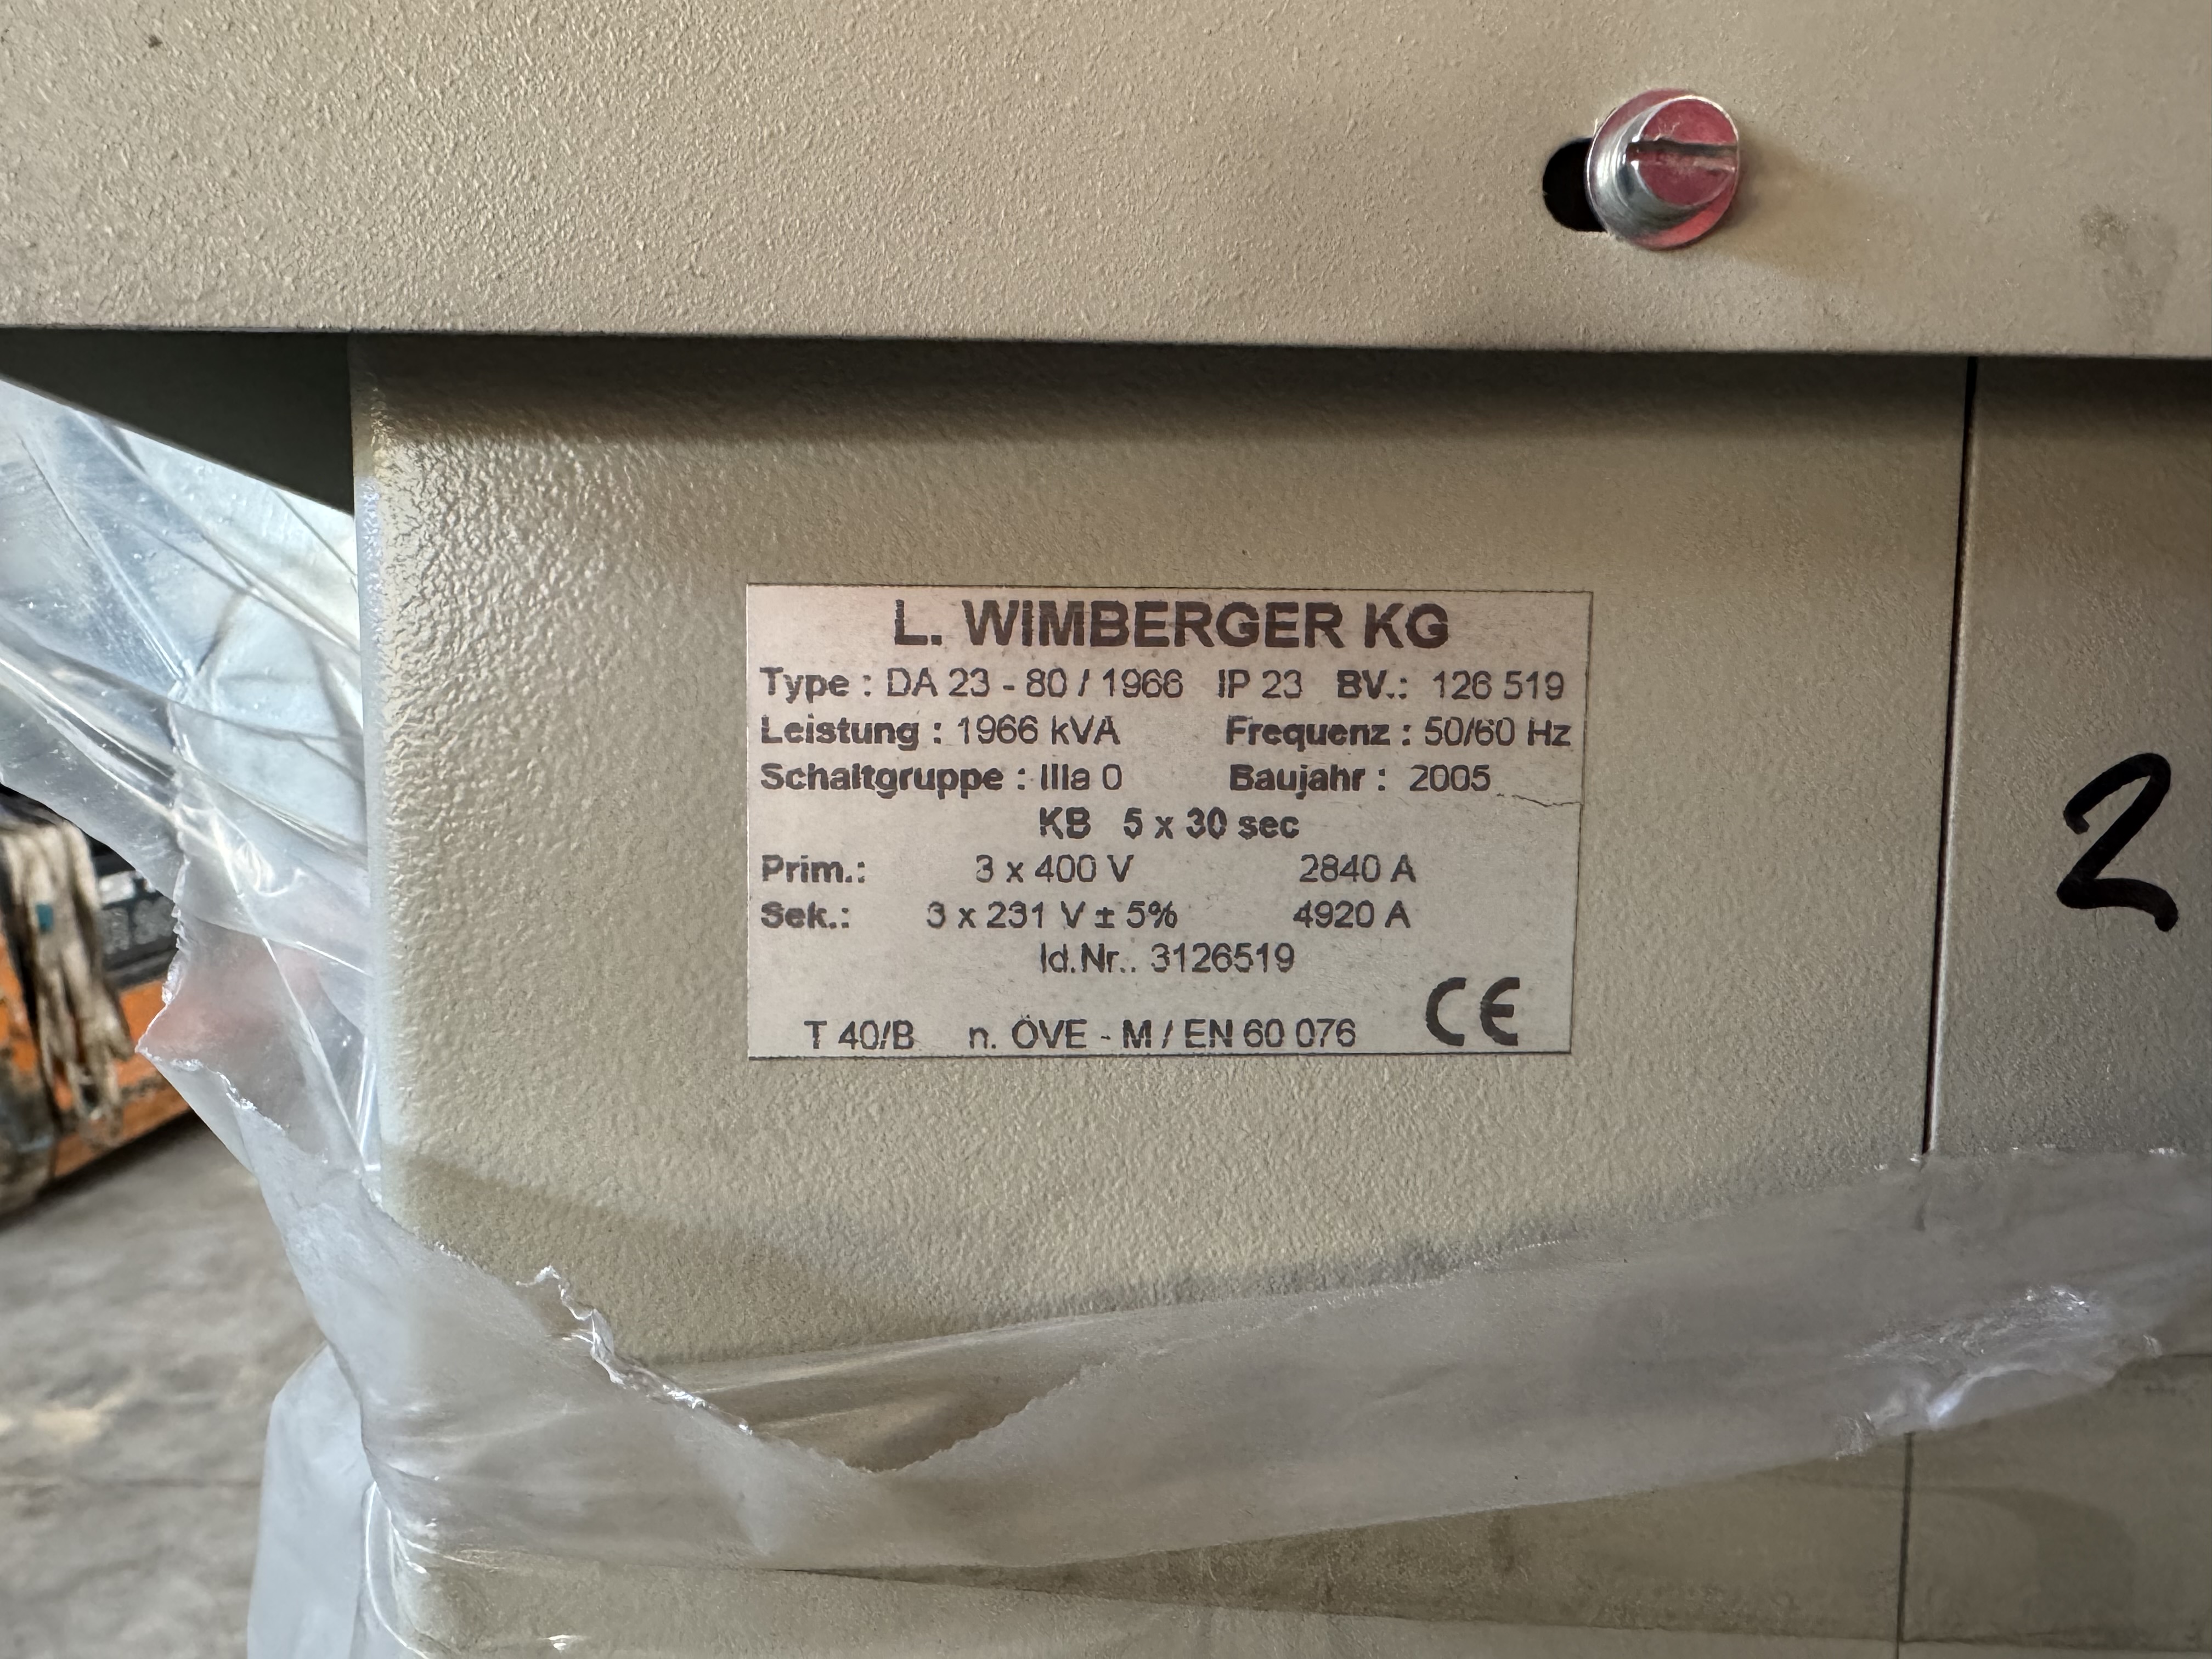 L. WIMBERGER KG
Type : DA 23 - 80 / 1966 IP 23 BV.: 126 519
Leistung : 1966 kVA Frequenz : 50/60 Hz
Schaltgruppe : IIIa 0 Baujahr : 2005
KB 5 x 30 sec
Prim.: 3 x 400 V 2840 A
Sek.: 3 x 231 V ± 5% 4920 A
Id.Nr.. 3126519
T 40/B n. ÖVE - M / EN 60 076 CE
2